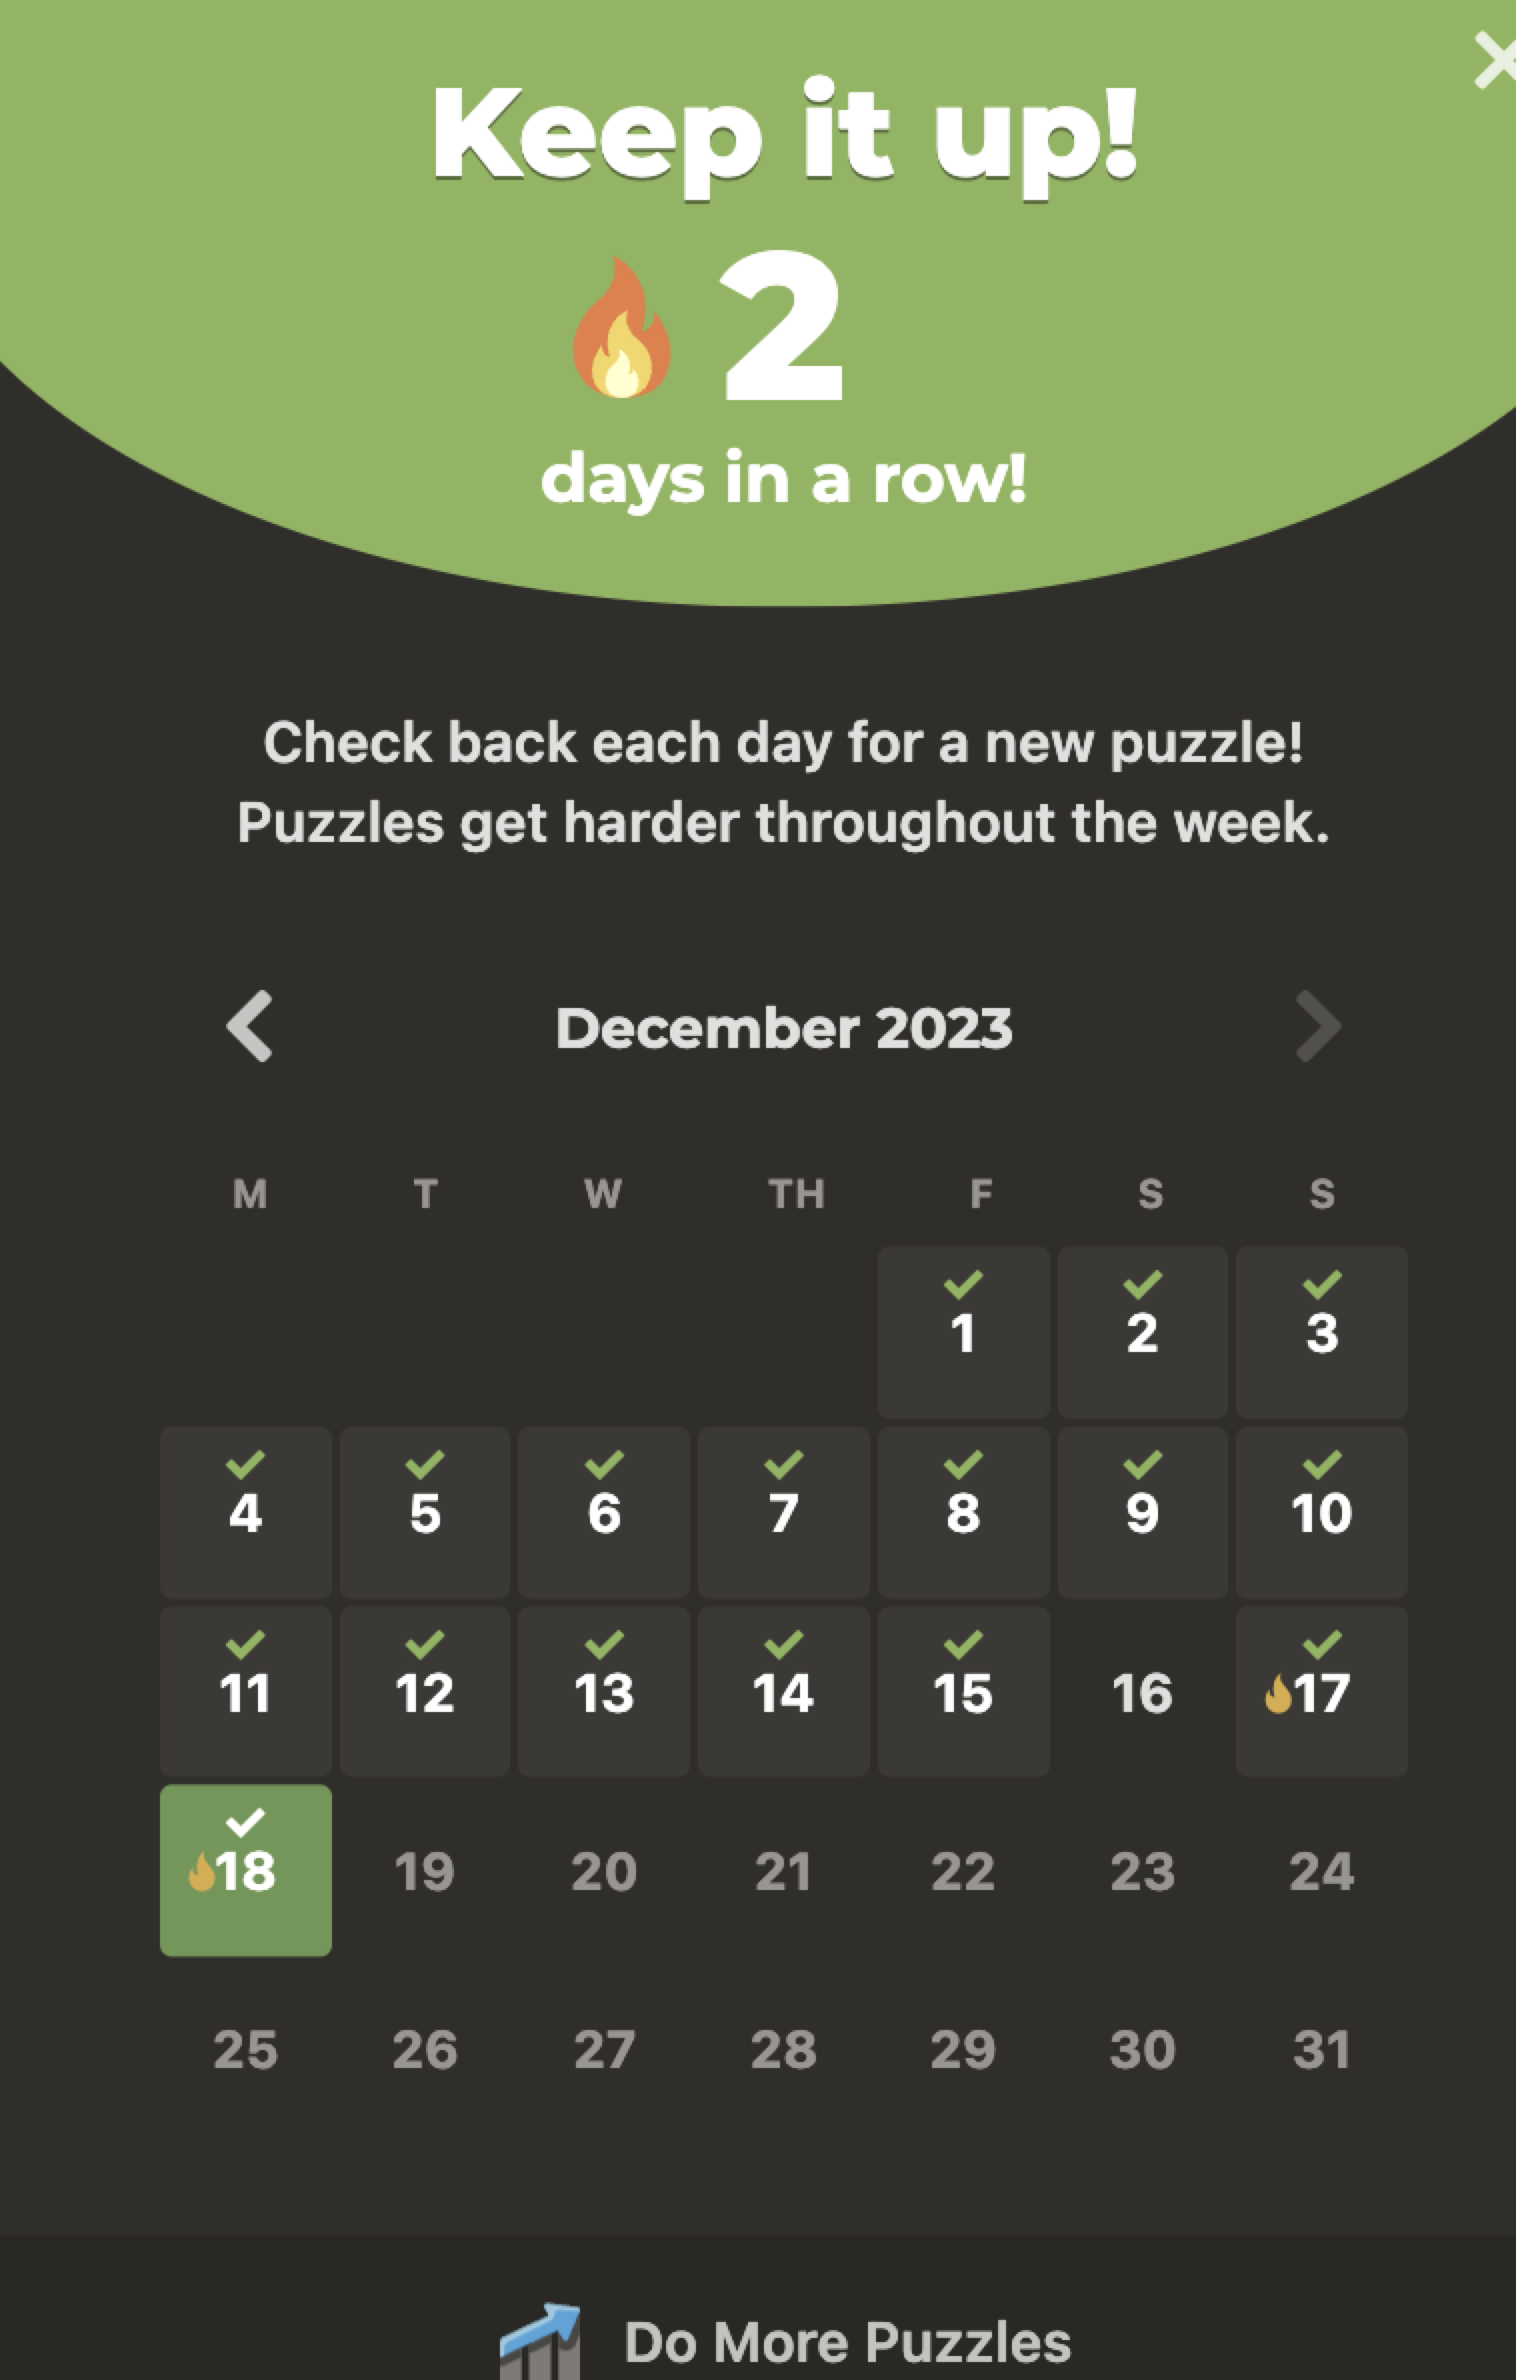 Keep it up!
2
days in a row!
Check back each day for a new puzzle!
Puzzles get harder throughout the week.
December 2023
M T W TH F S S
1 2 3
4 5 6 7 8 9 10
11 12 13 14 15 16 17
18 19 20 21 22 23 24
25 26 27 28 29 30 31
Do More Puzzles